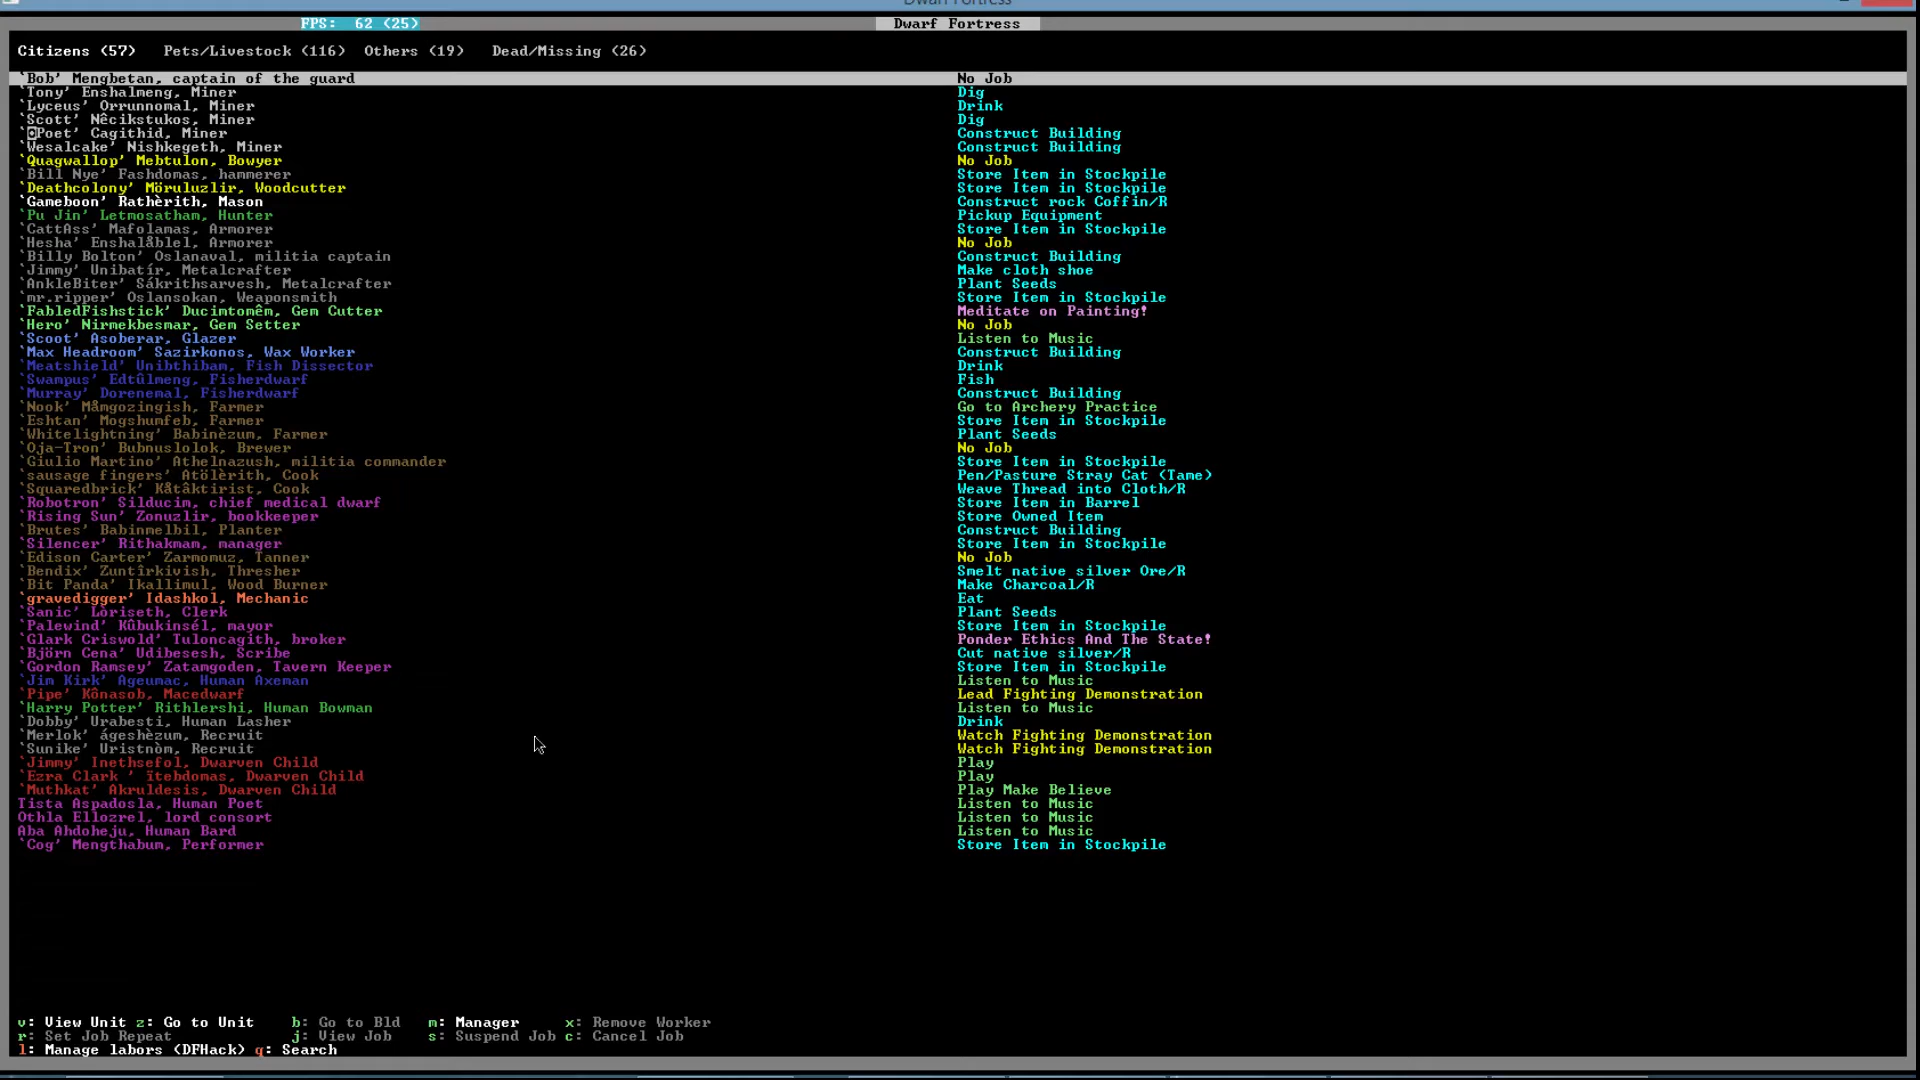 Dwarf Fortress
FPS: 62 (25) Dwarf Fortress
Citizens (57) Pets/Livestock (116) Others (19) Dead/Missing (26)
`Bob' Mengbetan, captain of the guard No Job
`Tony' Enshalmeng, Miner Dig
`Lyceus' Orrunnomal, Miner Drink
`Scott' Nêcikstukos, Miner Dig
`◘Poet' Cagithid, Miner Construct Building
`Wesalcake' Nishkegeth, Miner Construct Building
`Quagwallop' Mebtulon, Bowyer No Job
`Bill Nye' Fashdomas, hammerer Store Item in Stockpile
`Deathcolony' Möruluzlir, Woodcutter Store Item in Stockpile
`Gameboon' Rathèrith, Mason Construct rock Coffin/R
`Pu Jin' Letmosatham, Hunter Pickup Equipment
`CattAss' Mafolamas, Armorer Store Item in Stockpile
`Hesha' Enshalåblel, Armorer No Job
`Billy Bolton' Oslanaval, militia captain Construct Building
`Jimmy' Unibatír, Metalcrafter Make cloth shoe
`AnkleBiter' Sákrithsarvesh, Metalcrafter Plant Seeds
`mr.ripper' Oslansokan, Weaponsmith Store Item in Stockpile
`FabledFishstick' Ducimtomêm, Gem Cutter Meditate on Painting!
`Hero' Nirmekbesmar, Gem Setter No Job
`Scoot' Asoberar, Glazer Listen to Music
`Max Headroom' Sazirkonos, Wax Worker Construct Building
`Meatshield' Unibthibam, Fish Dissector Drink
`Swampus' Edtûlmeng, Fisherdwarf Fish
`Murray' Dorenemal, Fisherdwarf Construct Building
`Nook' Måmgozingish, Farmer Go to Archery Practice
`Eshtan' Mogshumfeb, Farmer Store Item in Stockpile
`Whitelightning' Babinèzum, Farmer Plant Seeds
`Oja-Tron' Bubnuslolok, Brewer No Job
`Giulio Martino' Athelnazush, militia commander Store Item in Stockpile
`sausage fingers' Atölèrith, Cook Pen/Pasture Stray Cat (Tame)
`Squaredbrick' Kåtäktirist, Cook Weave Thread into Cloth/R
`Robotron' Silducim, chief medical dwarf Store Item in Barrel
`Rising Sun' Zonuzlir, bookkeeper Store Owned Item
`Brutes' Babinmelbil, Planter Construct Building
`Silencer' Rithakmam, manager Store Item in Stockpile
`Edison Carter' Zarmomuz, Tanner No Job
`Bendix' Zuntîrkivish, Thresher Smelt native silver Ore/R
`Bit Panda' Ikallimul, Wood Burner Make Charcoal/R
`gravedigger' Idashkol, Mechanic Eat
`Sanic' Lòriseth, Clerk Plant Seeds
`Palewind' Kûbukinsél, mayor Store Item in Stockpile
`Glark Criswold' Tuloncagith, broker Ponder Ethics And The State!
`Björn Cena' Udibesesh, Scribe Cut native silver/R
`Gordon Ramsey' Zatamgoden, Tavern Keeper Store Item in Stockpile
`Jim Kirk' Ageumac, Human Axeman Listen to Music
`Pipe' Kônasob, Macedwarf Lead Fighting Demonstration
`Harry Potter' Rithlershi, Human Bowman Listen to Music
`Dobby' Urabesti, Human Lasher Drink
`Merlok' ágeshèzum, Recruit Watch Fighting Demonstration
`Sunike' Uristnòm, Recruit Watch Fighting Demonstration
`Jimmy' Inethsefol, Dwarven Child Play
`Ezra Clark ' ïtebdomas, Dwarven Child Play
`Muthkat' Akruldesis, Dwarven Child Play Make Believe
Tista Aspadosla, Human Poet Listen to Music
Othla Ellozrel, lord consort Listen to Music
Aba Ahdoheju, Human Bard Listen to Music
`Cog' Mengthabum, Performer Store Item in Stockpile
v: View Unit z: Go to Unit b: Go to Bld m: Manager x: Remove Worker
r: Set Job Repeat j: View Job s: Suspend Job c: Cancel Job
l: Manage labors (DFHack) q: Search